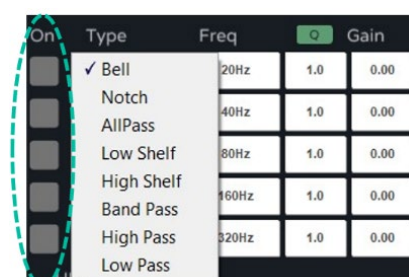 On Type Freq Q Gain
✓ Bell 20Hz 1.0 0.00
Notch
40Hz 1.0 0.00
AllPass
Low Shelf 80Hz 1.0 0.00
High Shelf
160Hz 1.0 0.00
Band Pass
High Pass 320Hz 1.0 0.00
Low Pass